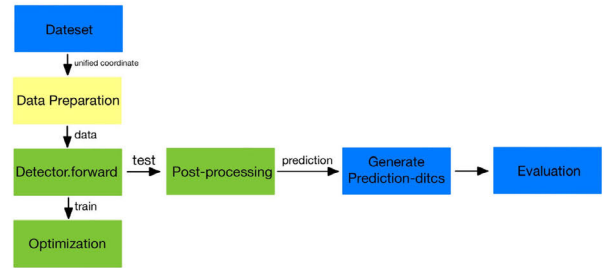 Dateset
unified coordinate
Data Preparation
data
Detector.forward
test
Post-processing
prediction
Generate
Prediction-ditcs
Evaluation
train
Optimization